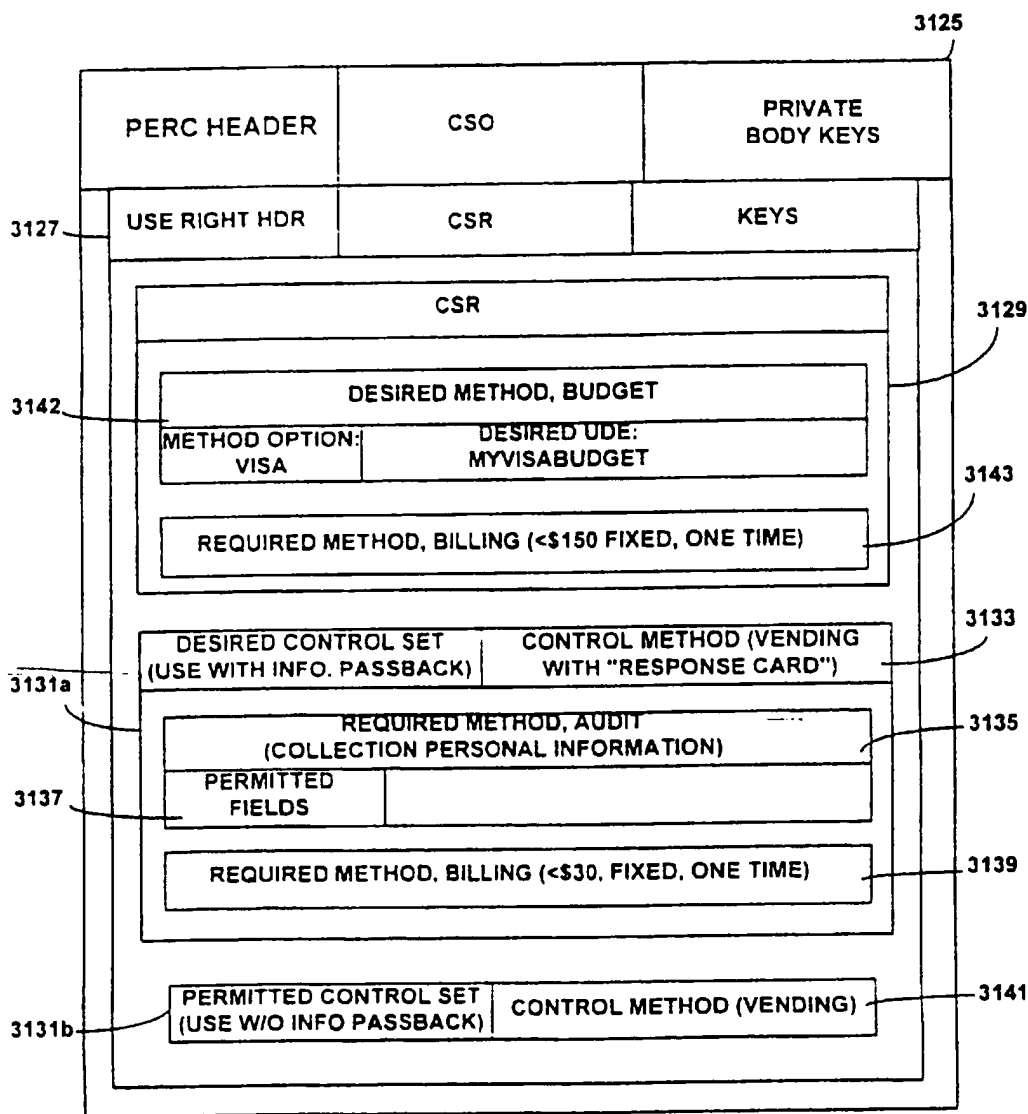 3125
PERC HEADER
CSO
PRIVATE
BODY KEYS
3127
USE RIGHT HDR
CSR
KEYS
CSR
3129
DESIRED METHOD, BUDGET
3142
METHOD OPTION:
VISA
DESIRED UDE:
MYVISABUDGET
3143
REQUIRED METHOD, BILLING (<$150 FIXED, ONE TIME)
3133
DESIRED CONTROL SET
(USE WITH INFO. PASSBACK)
CONTROL METHOD (VENDING
WITH "RESPONSE CARD")
3131a
REQUIRED METHOD, AUDIT
(COLLECTION PERSONAL INFORMATION)
3135
3137
PERMITTED
FIELDS
REQUIRED METHOD, BILLING (<$30, FIXED, ONE TIME)
3139
3131b
PERMITTED CONTROL SET
(USE W/O INFO PASSBACK)
CONTROL METHOD (VENDING)
3141